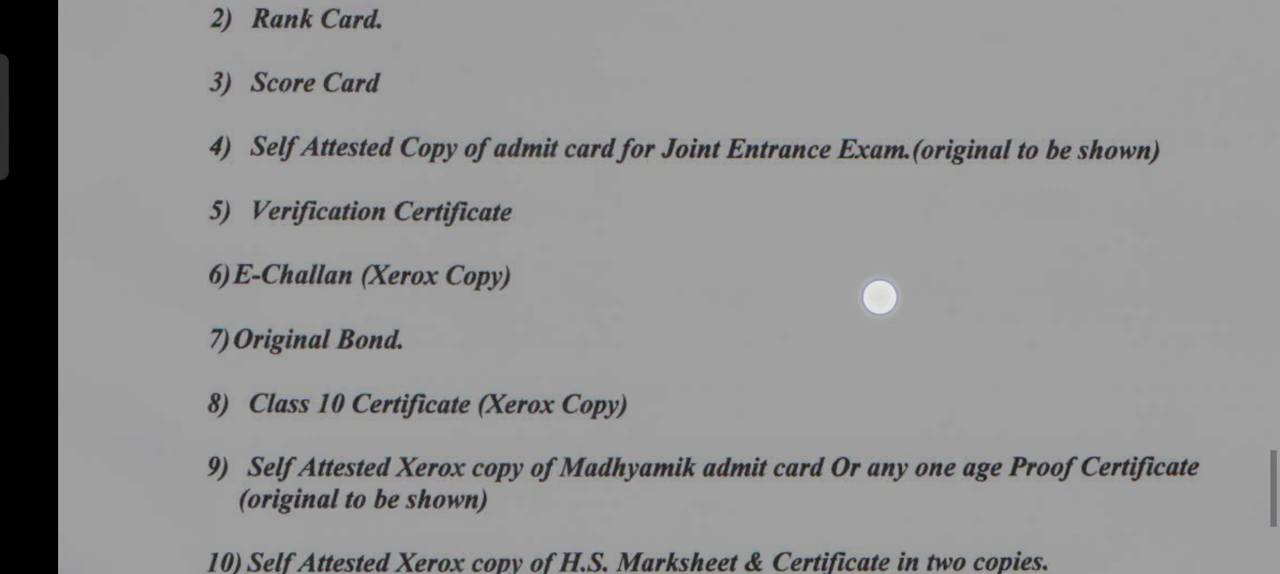 2) Rank Card.
3) Score Card
4) Self Attested Copy of admit card for Joint Entrance Exam.(original to be shown)
5) Verification Certificate
6)E-Challan (Xerox Copy)
7)Original Bond.
8) Class 10 Certificate (Xerox Copy)
9) Self Attested Xerox copy of Madhyamik admit card Or any one age Proof Certificate
(original to be shown)
10) Self Attested Xerox copy of H.S. Marksheet & Certificate in two copies.